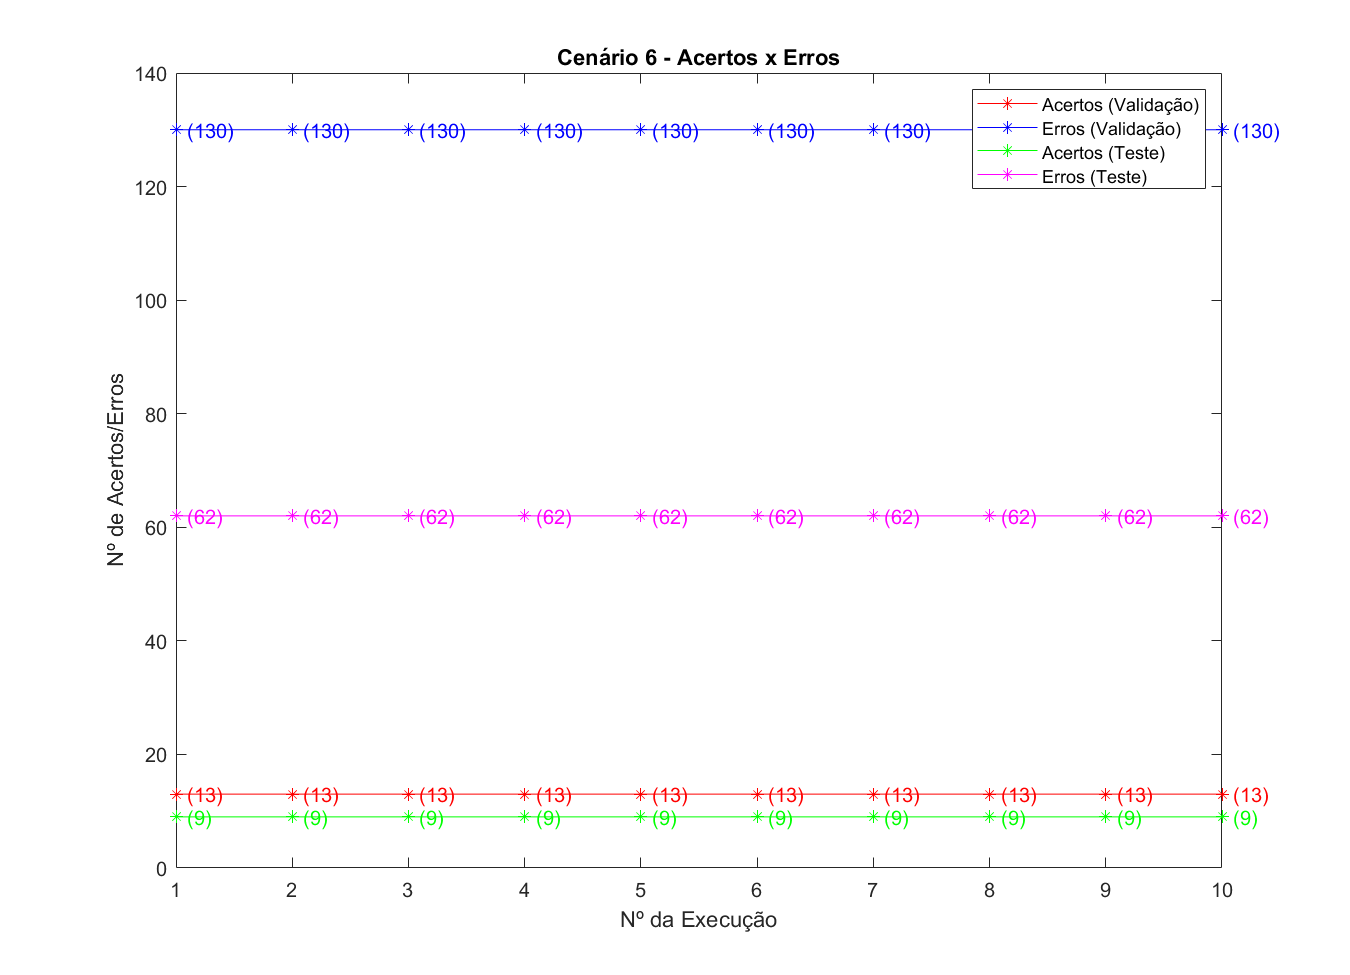 Cenário 6 - Acertos x Erros
140
120
100
80
60
40
20
0
Nº de Acertos/Erros
Acertos (Validação)
Erros (Validação)
Acertos (Teste)
Erros (Teste)
(130) (130) (130) (130) (130) (130) (130) (130)
(62) (62) (62) (62) (62) (62) (62) (62) (62) (62)
(13) (13) (13) (13) (13) (13) (13) (13) (13) (13)
(9) (9) (9) (9) (9) (9) (9) (9) (9) (9)
1 2 3 4 5 6 7 8 9 10
Nº da Execução